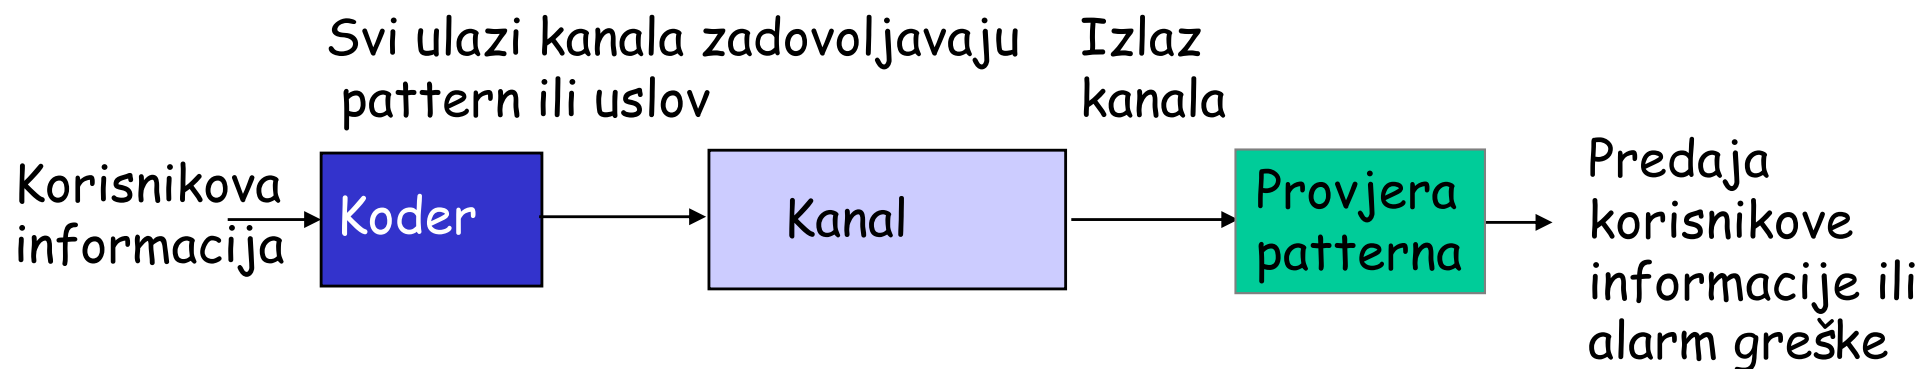 Svi ulazi kanala zadovoljavaju
pattern ili uslov
Izlaz
kanala
Korisnikova
informacija
Koder
Kanal
Provjera
patterna
Predaja
korisnikove
informacije ili
alarm greške